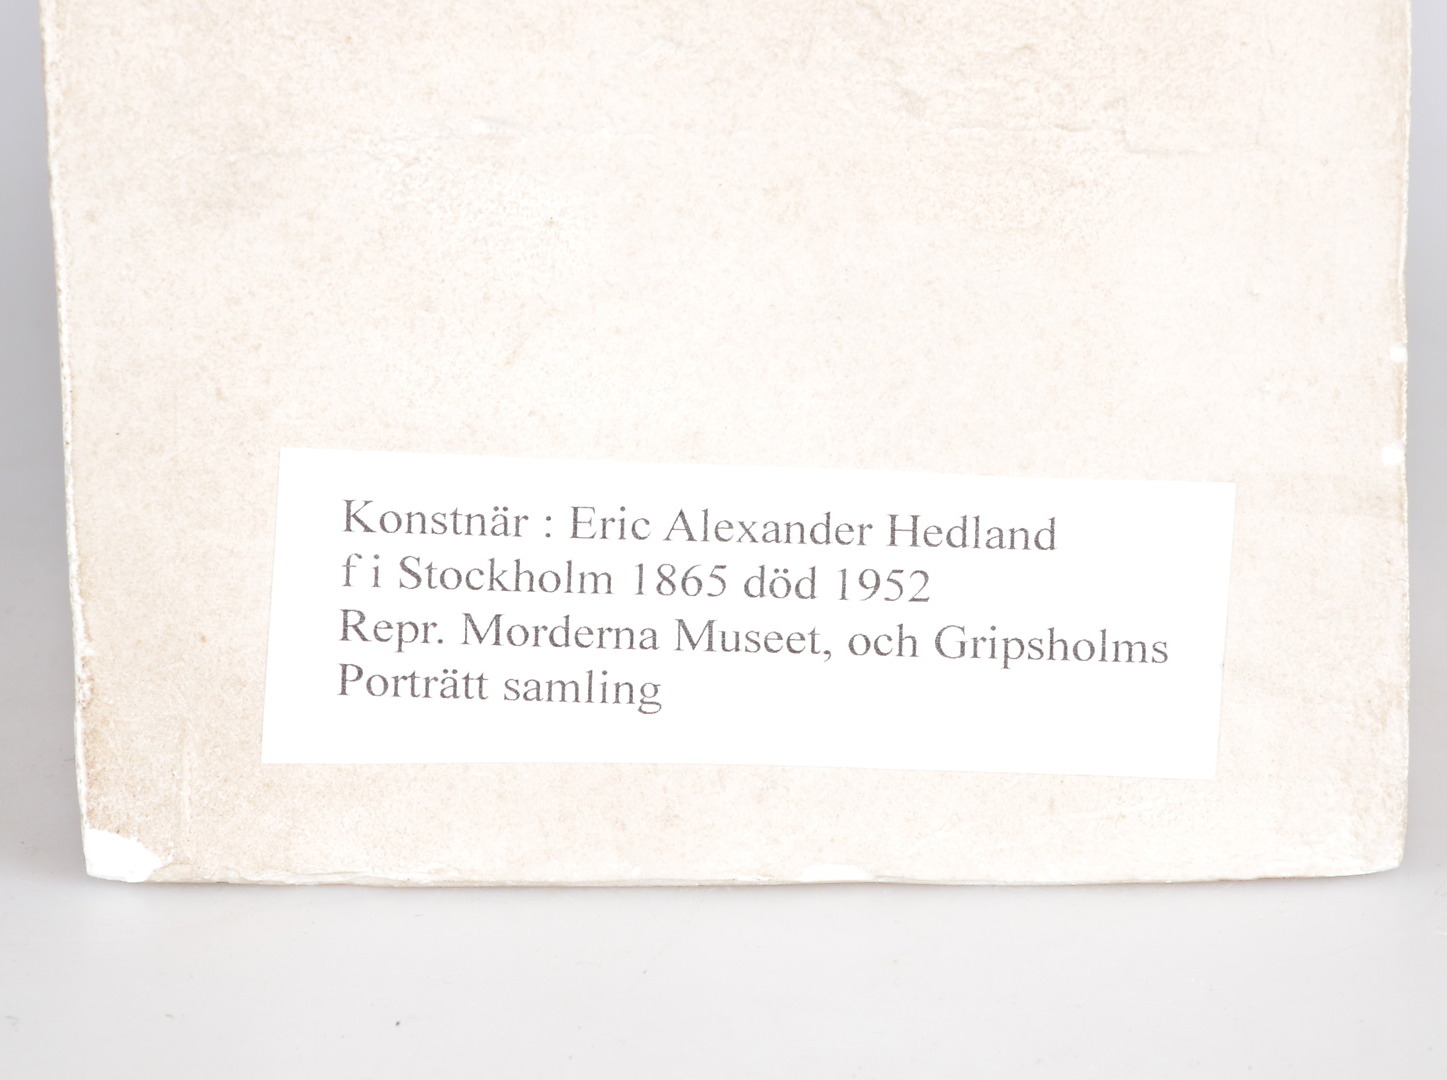 Konstnär : Eric Alexander Hedland
f i Stockholm 1865 död 1952
Repr. Morderna Museet, och Gripsholms
Porträtt samling